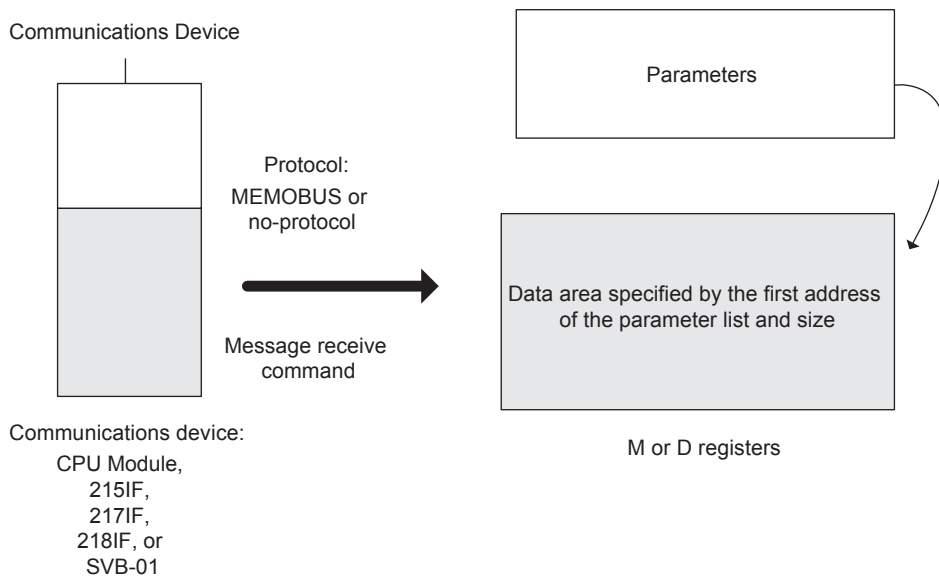 Communications Device
Parameters
Protocol:
MEMOBUS or
no-protocol
Data area specified by the first address
of the parameter list and size
Message receive
command
Communications device:
CPU Module,
215IF,
217IF,
218IF, or
SVB-01
M or D registers